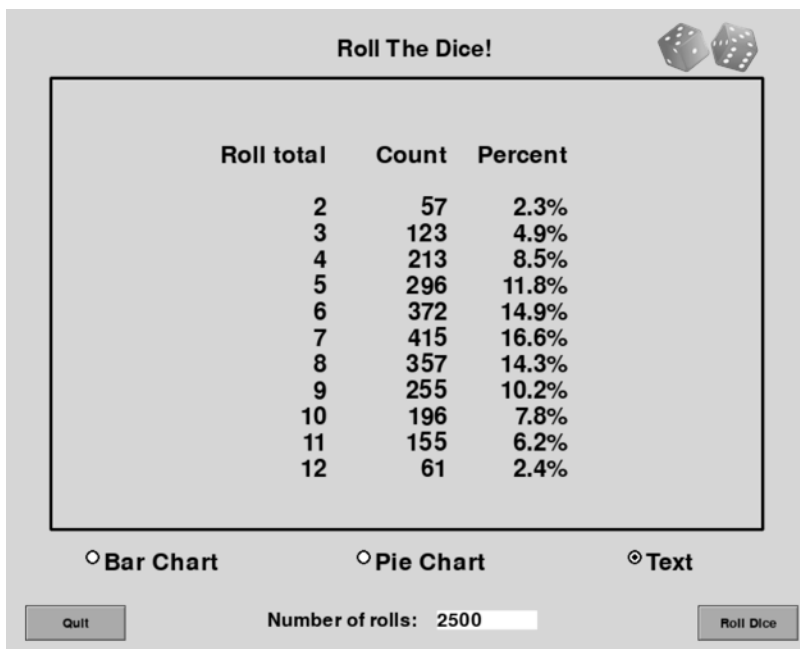 Roll The Dice!
Roll total Count Percent
2 57 2.3%
3 123 4.9%
4 213 8.5%
5 296 11.8%
6 372 14.9%
7 415 16.6%
8 357 14.3%
9 255 10.2%
10 196 7.8%
11 155 6.2%
12 61 2.4%
Bar Chart Pie Chart Text
Quit Number of rolls: 2500 Roll Dice